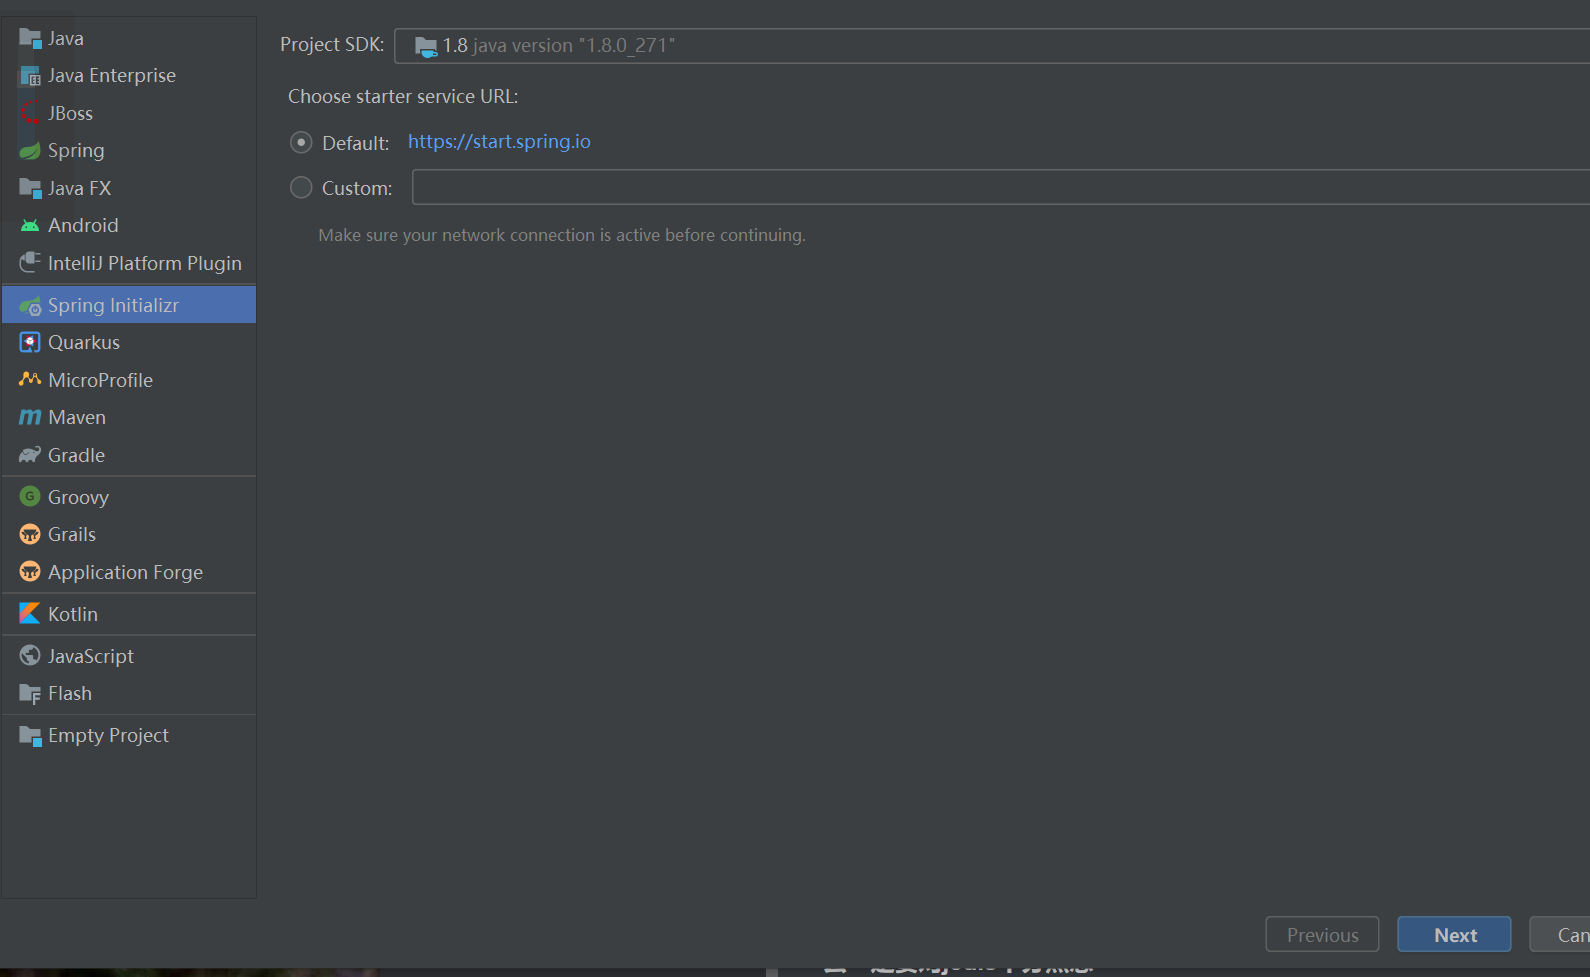 Java
Java Enterprise
JBoss
Spring
Java FX
Android
IntelliJ Platform Plugin
Spring Initializr
Quarkus
MicroProfile
Maven
Gradle
Groovy
Grails
Application Forge
Kotlin
JavaScript
Flash
Empty Project
Project SDK: 1.8 java version "1.8.0_271"
Choose starter service URL:
Default: https://start.spring.io
Custom:
Make sure your network connection is active before continuing.
Previous Next Can